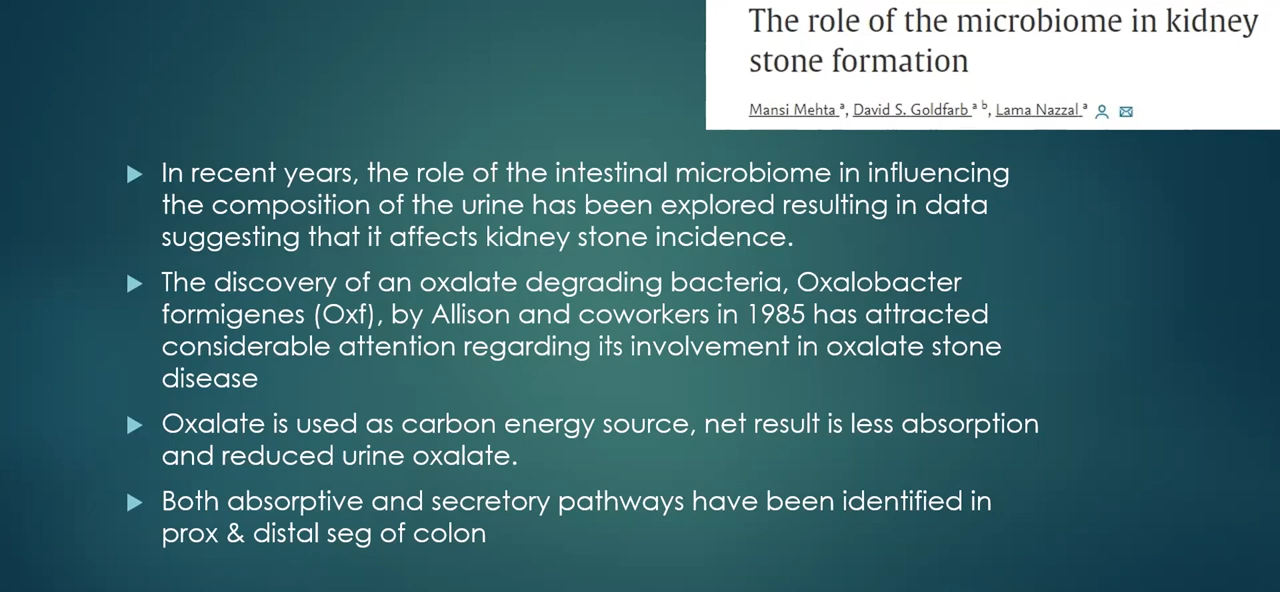 The role of the microbiome in kidney
stone formation
Mansi Mehta a, David S. Goldfarb a b, Lama Nazzal a
In recent years, the role of the intestinal microbiome in influencing
the composition of the urine has been explored resulting in data
suggesting that it affects kidney stone incidence.
The discovery of an oxalate degrading bacteria, Oxalobacter
formigenes (Oxf), by Allison and coworkers in 1985 has attracted
considerable attention regarding its involvement in oxalate stone
disease
Oxalate is used as carbon energy source, net result is less absorption
and reduced urine oxalate.
Both absorptive and secretory pathways have been identified in
prox & distal seg of colon